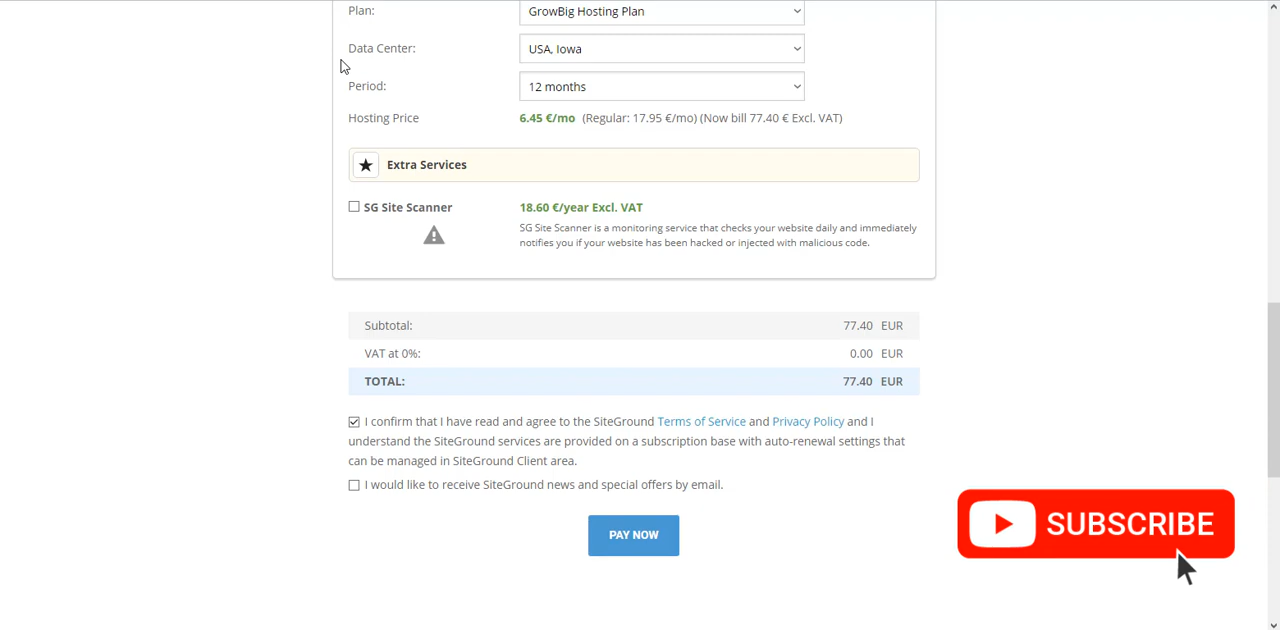 Plan: GrowBig Hosting Plan
Data Center: USA, Iowa
Period: 12 months
Hosting Price 6.45 €/mo (Regular: 17.95 €/mo) (Now bill 77.40 € Excl. VAT)
Extra Services
SG Site Scanner 18.60 €/year Excl. VAT
SG Site Scanner is a monitoring service that checks your website daily and immediately
notifies you if your website has been hacked or injected with malicious code.
Subtotal: 77.40 EUR
VAT at 0%: 0.00 EUR
TOTAL: 77.40 EUR
I confirm that I have read and agree to the SiteGround Terms of Service and Privacy Policy and I
understand the SiteGround services are provided on a subscription base with auto-renewal settings that
can be managed in SiteGround Client area.
I would like to receive SiteGround news and special offers by email.
PAY NOW
SUBSCRIBE